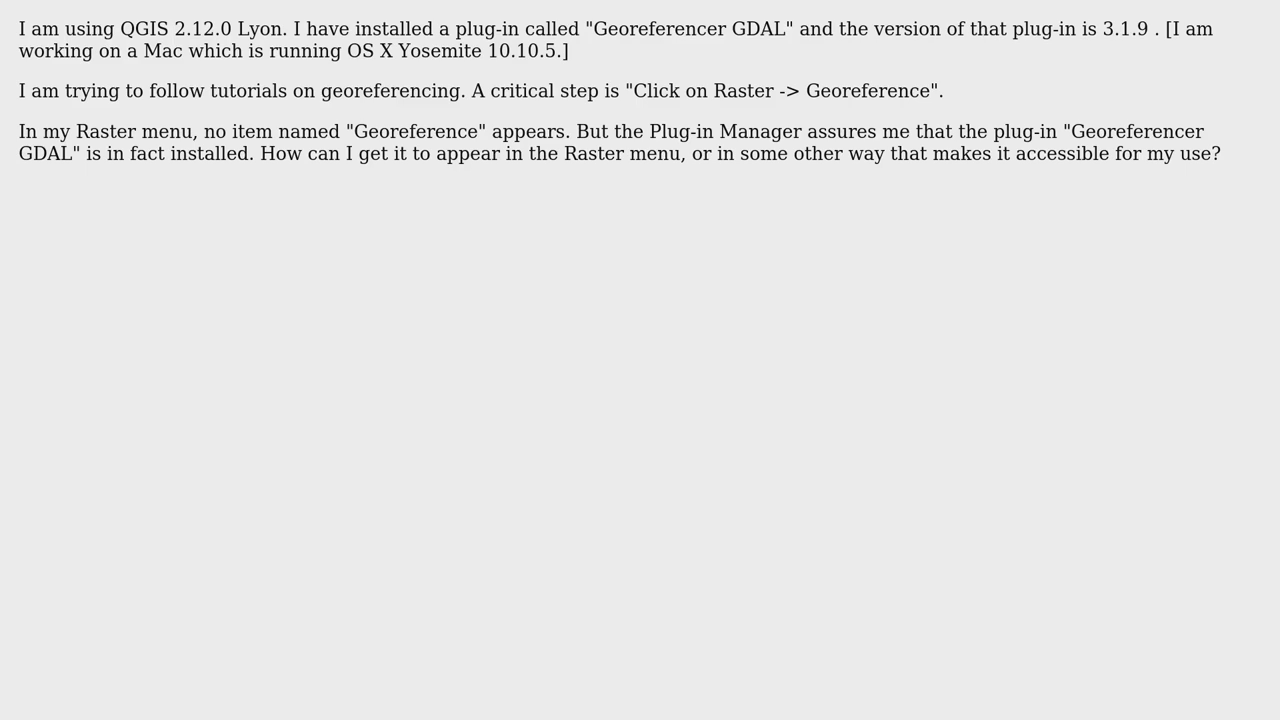 I am using QGIS 2.12.0 Lyon. I have installed a plug-in called "Georeferencer GDAL" and the version of that plug-in is 3.1.9 . [I am
working on a Mac which is running OS X Yosemite 10.10.5.]
I am trying to follow tutorials on georeferencing. A critical step is "Click on Raster -> Georeference".
In my Raster menu, no item named "Georeference" appears. But the Plug-in Manager assures me that the plug-in "Georeferencer
GDAL" is in fact installed. How can I get it to appear in the Raster menu, or in some other way that makes it accessible for my use?